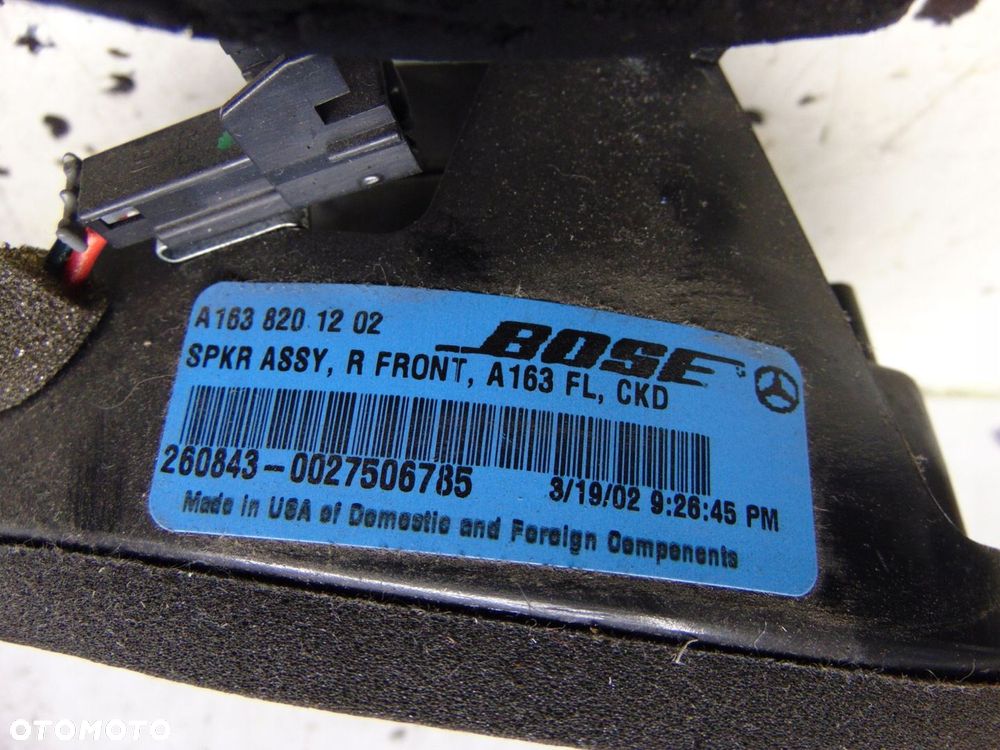 A163 820 12 02
BOSE
SPKR ASSY, R FRONT, A163 FL, CKD
260843-0027506785
3/19/02 9:26:45 PM
Made in USA of Domestic and Foreign Components
OTOMOTO